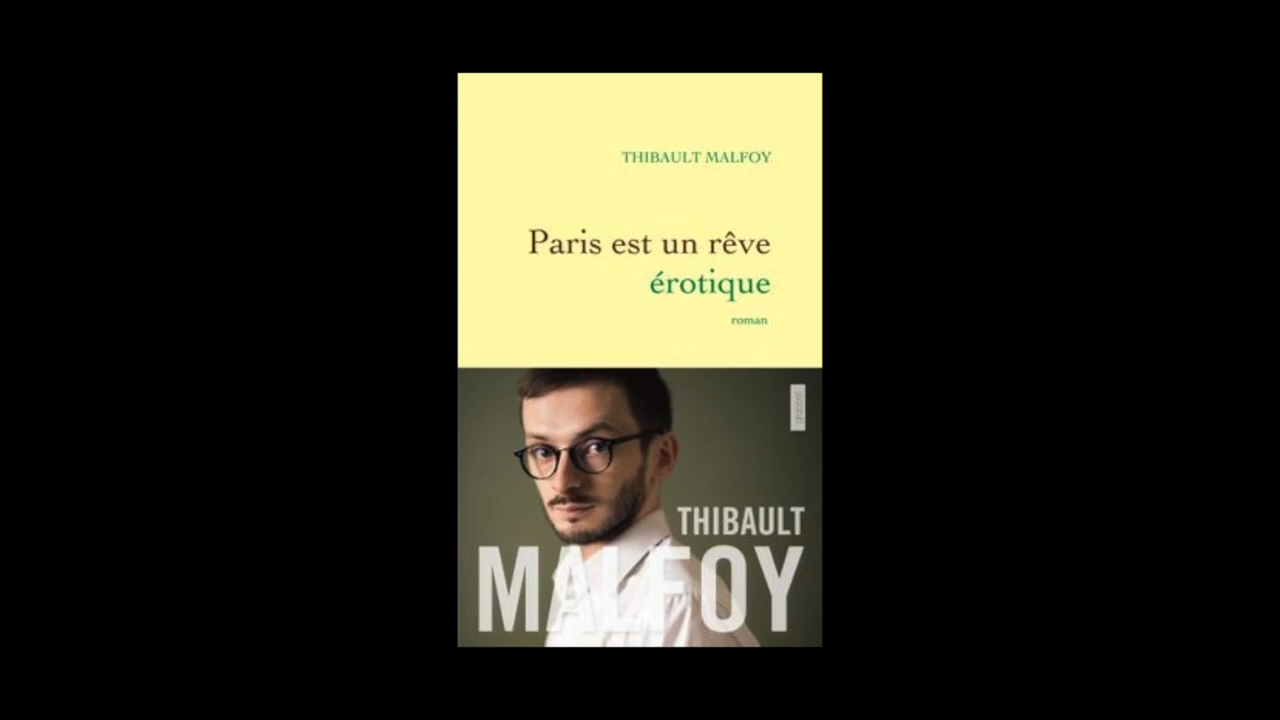 THIBAULT MALFOY
Paris est un rêve
érotique
roman
THIBAULT
MALFOY